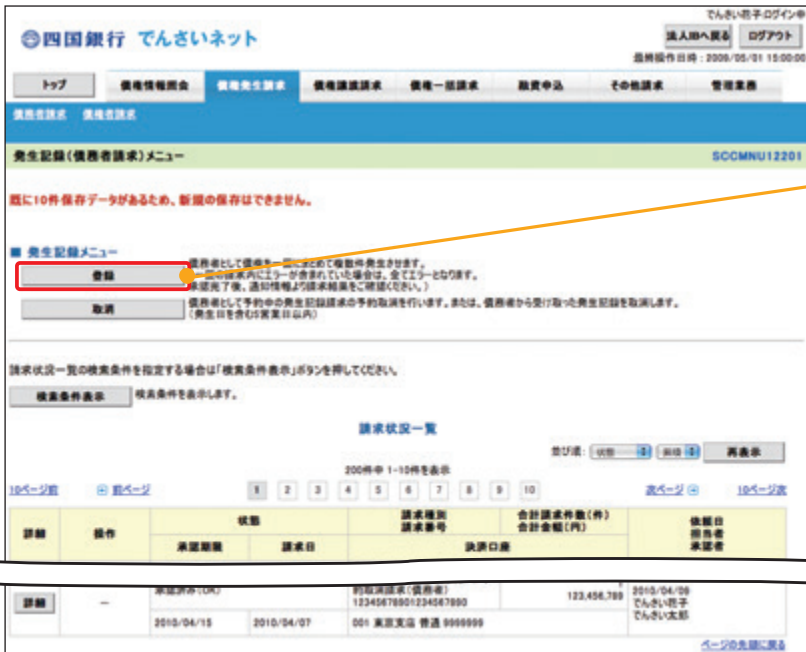 でんさい花子:ログイン中
四国銀行 でんさいネット
法人IBへ戻る ログアウト
最終操作日時：2009/05/01 15:00:00
トップ 債権情報照会 債権発生請求 債権譲渡請求 債権一括請求 融資申込 その他請求 管理業務
債務者請求 債権者請求
発生記録(債務者請求)メニュー SCCMNU12201
既に10件保存データがあるため、新規の保存はできません。
■ 発生記録メニュー
登録
債務者として債権を一回にまとめて複数件発生させます。
一回の請求内にエラーが含まれていた場合は、全てエラーとなります。
承認完了後、通知情報より請求結果をご確認ください。)
取消
債務者として予約中の発生記録請求の予約取消を行います。または、債務者から受け取った発生記録を取消します。
(発生日を含む5営業日以内)
請求状況一覧の検索条件を指定する場合は「検索条件表示」ボタンを押してください。
検索条件表示 検索条件を表示します。
請求状況一覧
並び順: 状態 昇順 再表示
200件中 1-10件を表示
10ページ前 前ページ 1 2 3 4 5 6 7 8 9 10 次ページ 10ページ次
詳細 操作 状態 請求種別 合計請求件数(件) 依頼日
請求番号 合計金額(円) 担当者
承認期限 請求日 決済口座 承認者
承認済み(OK) 約取消請求(債務者) 2010/04/09
詳細 － 12345678901234567890 123,456,789 でんさい花子
でんさい太郎
2010/04/15 2010/04/07 001 東京支店 普通 9999999
ページの先頭に戻る